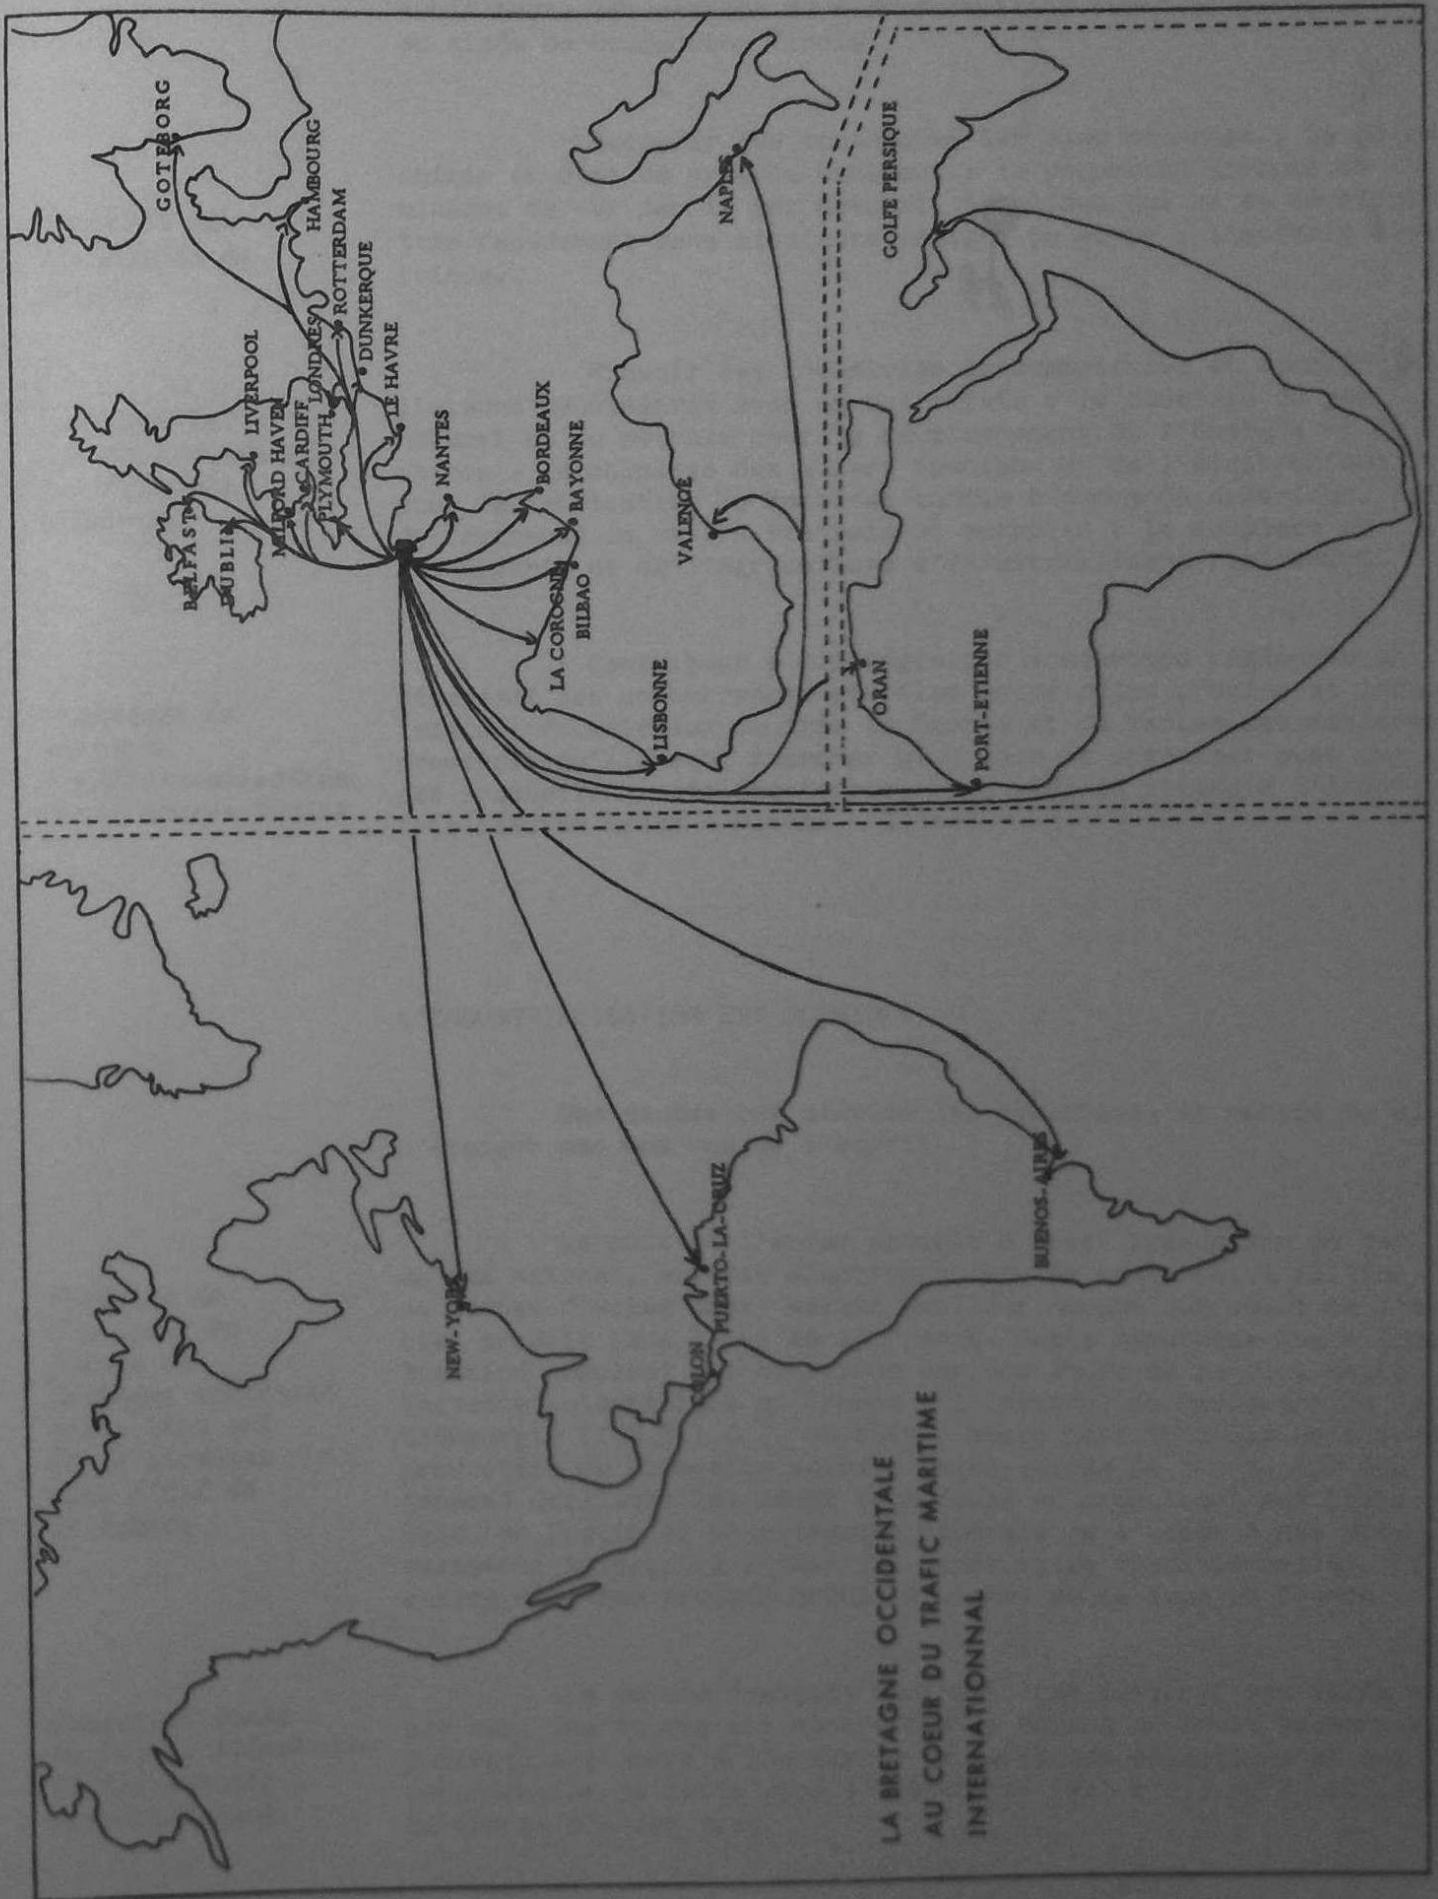 GOTEBORG
HAMBOURG
ROTTERDAM
DUNKERQUE
LE HAVRE
LONDRES
LIVERPOOL
MILFORD HAVEN
CARDIFF
PLYMOUTH
BELFAST
DUBLIN
NANTES
BORDEAUX
BAYONNE
BILBAO
LA COROGNE
LISBONNE
VALENCE
NAPLES
GOLFE PERSIQUE
ORAN
PORT-ETIENNE
NEW-YORK
COLON
PUERTO-LA-CRUZ
BUENOS-AIRES
LA BRETAGNE OCCIDENTALE
AU COEUR DU TRAFIC MARITIME
INTERNATIONNAL